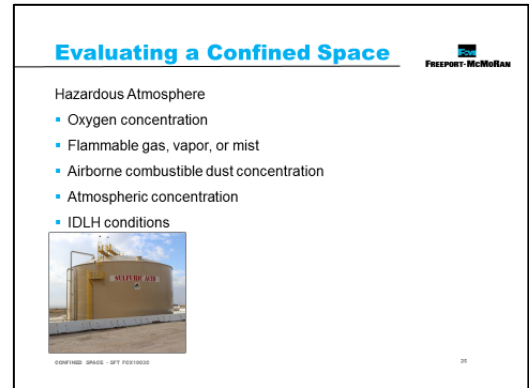 Evaluating a Confined Space
FCX
FREEPORT-MCMORAN
Hazardous Atmosphere
▪ Oxygen concentration
▪ Flammable gas, vapor, or mist
▪ Airborne combustible dust concentration
▪ Atmospheric concentration
▪ IDLH conditions
SULFURIC ACID
CONFINED SPACE - SFT FCX1003C
25